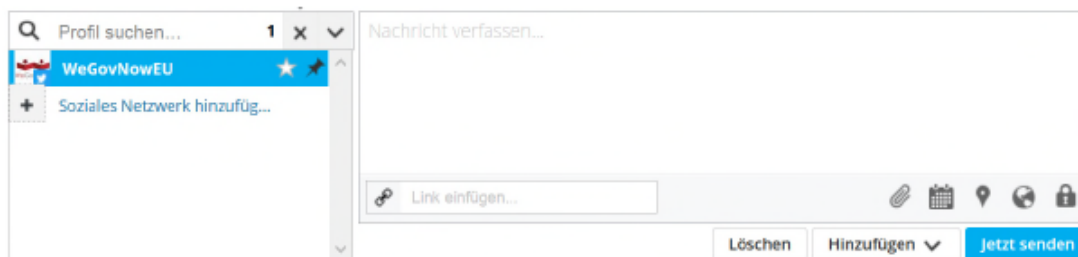 Profil suchen... 1
WeGovNowEU
Soziales Netzwerk hinzufüg...
Nachricht verfassen...
Link einfügen...
Löschen Hinzufügen Jetzt senden